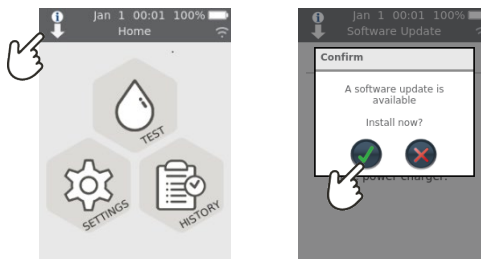 i Jan 1 00:01 100%
Home
TEST
SETTINGS
HISTORY
i Jan 1 00:01 100%
Software Update
Confirm
A software update is
available
Install now?
power charger.